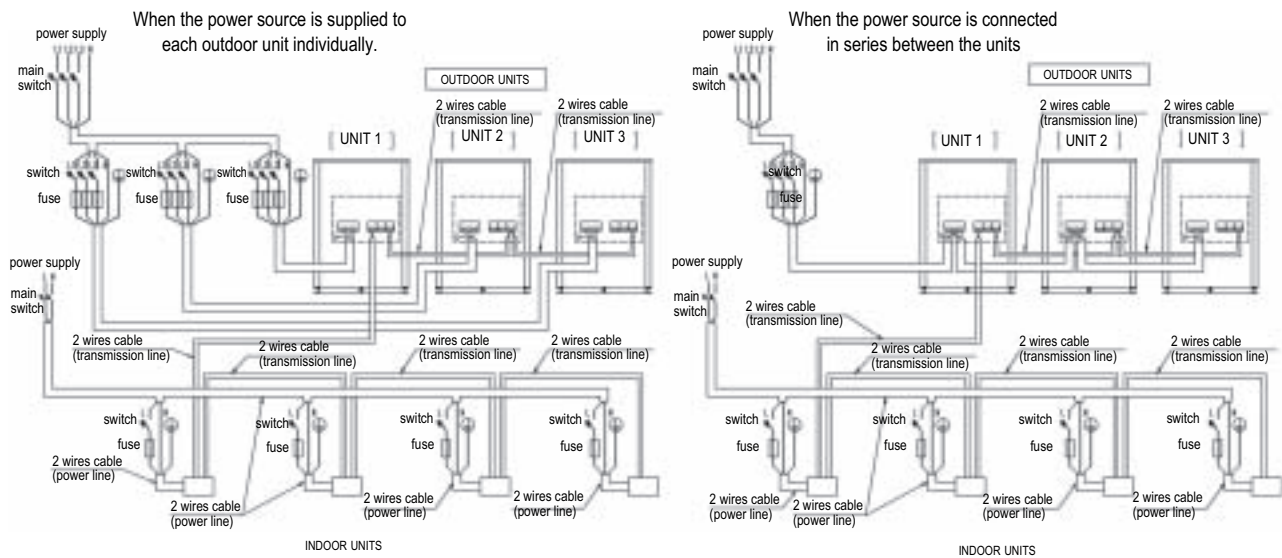 When the power source is supplied to
each outdoor unit individually.
power supply
main
switch
OUTDOOR UNITS
2 wires cable
(transmission line)
2 wires cable
(transmission line)
[ UNIT 1 ]
[ UNIT 2 ]
[ UNIT 3 ]
switch
fuse
switch
fuse
switch
fuse
power supply
main
switch
2 wires cable
(transmission line)
2 wires cable
(transmission line)
2 wires cable
(transmission line)
2 wires cable
(transmission line)
switch
fuse
switch
fuse
switch
fuse
switch
fuse
2 wires cable
(power line)
2 wires cable
(power line)
2 wires cable
(power line)
2 wires cable
(power line)
INDOOR UNITS
When the power source is connected
in series between the units
power supply
main
switch
OUTDOOR UNITS
2 wires cable
(transmission line)
2 wires cable
(transmission line)
[ UNIT 1 ]
[ UNIT 2 ]
[ UNIT 3 ]
switch
fuse
power supply
main
switch
2 wires cable
(transmission line)
2 wires cable
(transmission line)
2 wires cable
(transmission line)
2 wires cable
(transmission line)
switch
fuse
switch
fuse
switch
fuse
switch
fuse
2 wires cable
(power line)
2 wires cable
(power line)
2 wires cable
(power line)
2 wires cable
(power line)
INDOOR UNITS